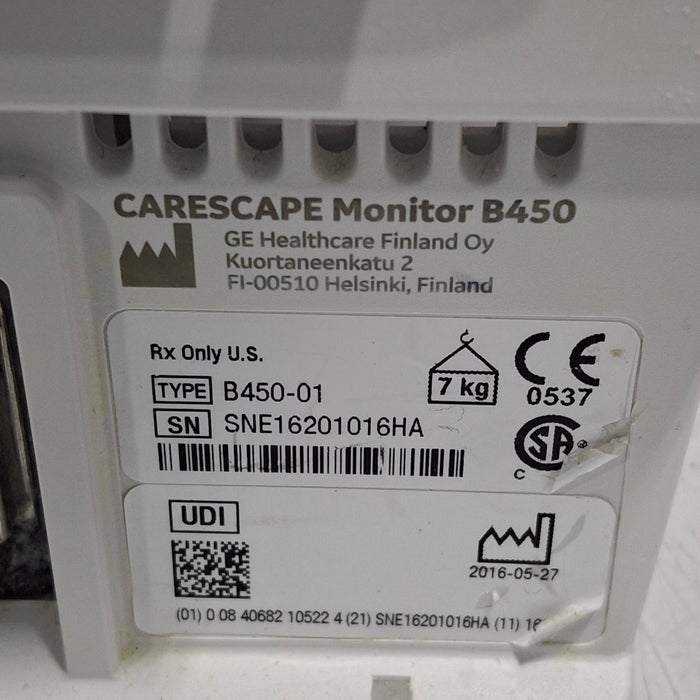 CARESCAPE Monitor B450
GE Healthcare Finland Oy
Kuortaneenkatu 2
FI-00510 Helsinki, Finland
Rx Only U.S.
7 kg
CE
0537
TYPE B450-01
SN SNE16201016HA
CSA
C
UDI
2016-05-27
(01) 0 08 40682 10522 4 (21) SNE16201016HA (11) 16